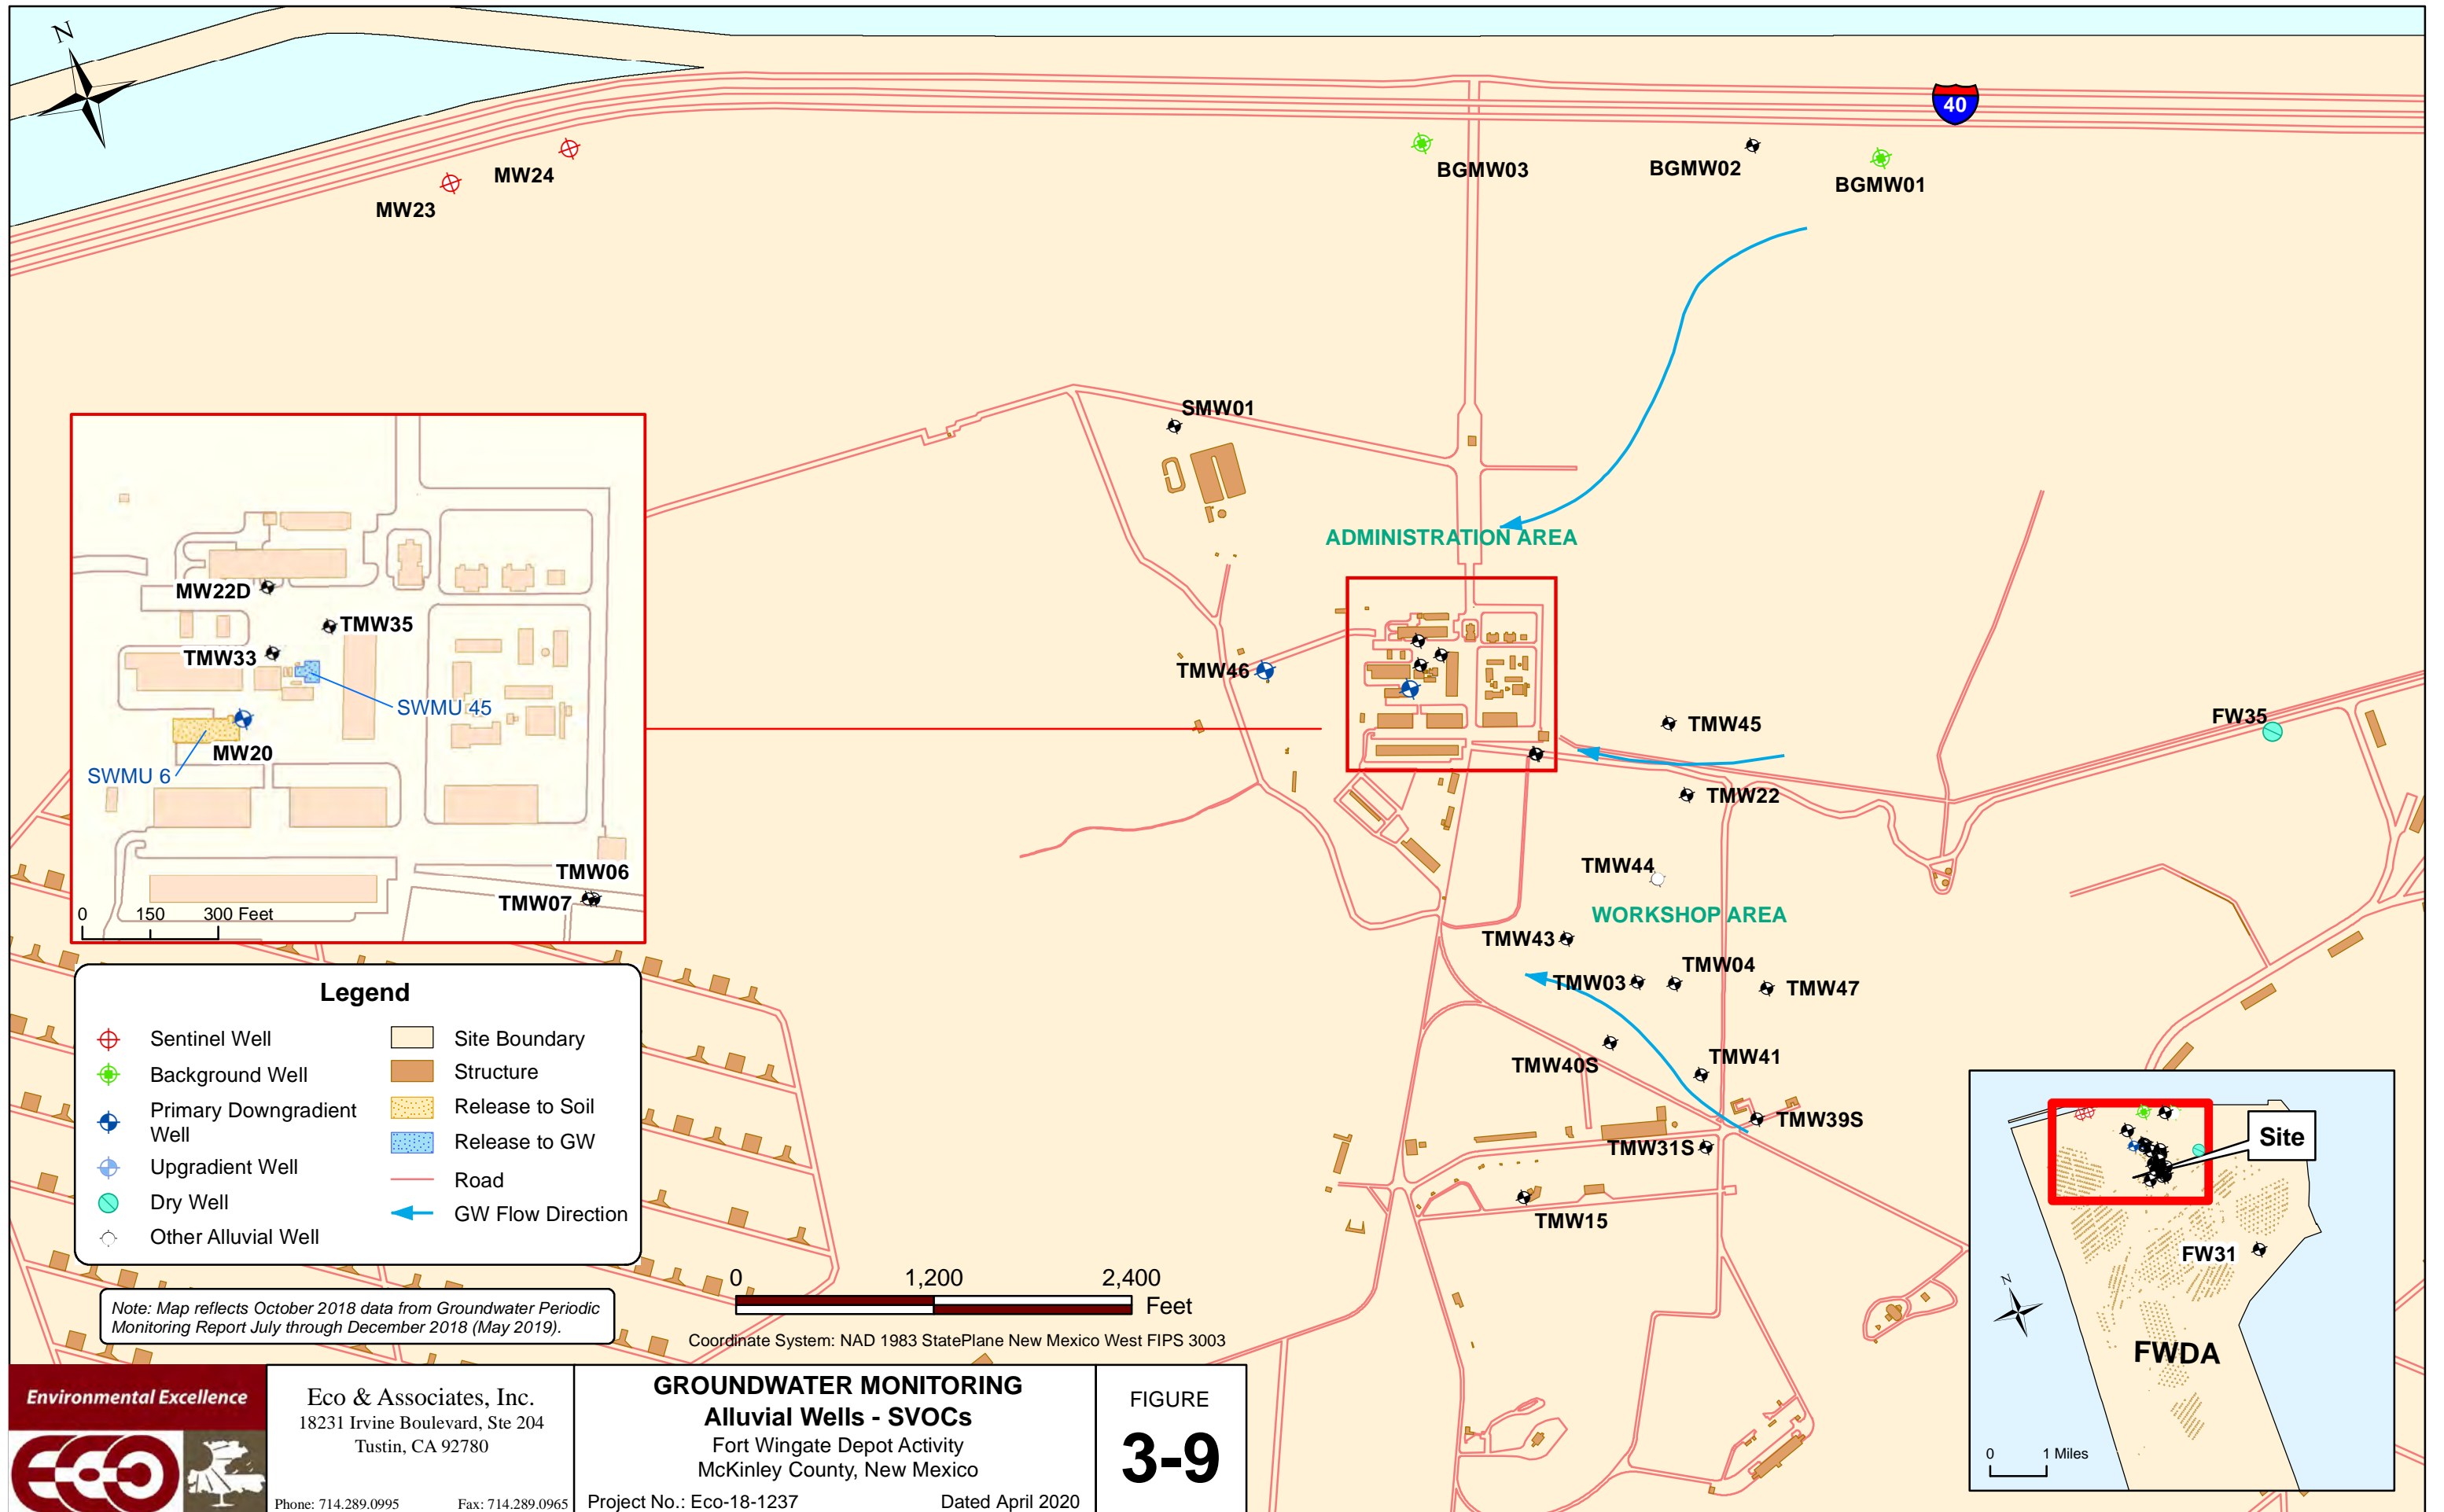 N
40
MW24
MW23
BGMW03
BGMW02
BGMW01
SMW01
ADMINISTRATION AREA
TMW46
TMW45
FW35
TMW22
TMW44
WORKSHOP AREA
TMW43
TMW03
TMW04
TMW47
TMW40S
TMW41
TMW39S
TMW31S
TMW15
MW22D
TMW35
TMW33
SWMU 45
MW20
SWMU 6
TMW06
TMW07
0 150 300 Feet
Legend
Sentinel Well
Background Well
Primary Downgradient
Well
Upgradient Well
Dry Well
Other Alluvial Well
Site Boundary
Structure
Release to Soil
Release to GW
Road
GW Flow Direction
Note: Map reflects October 2018 data from Groundwater Periodic
Monitoring Report July through December 2018 (May 2019).
0 1,200 2,400
Feet
Coordinate System: NAD 1983 StatePlane New Mexico West FIPS 3003
Site
FW31
N
FWDA
0 1 Miles
Environmental Excellence
eco
Eco & Associates, Inc.
18231 Irvine Boulevard, Ste 204
Tustin, CA 92780
Phone: 714.289.0995 Fax: 714.289.0965
GROUNDWATER MONITORING
Alluvial Wells - SVOCs
Fort Wingate Depot Activity
McKinley County, New Mexico
Project No.: Eco-18-1237 Dated April 2020
FIGURE
3-9